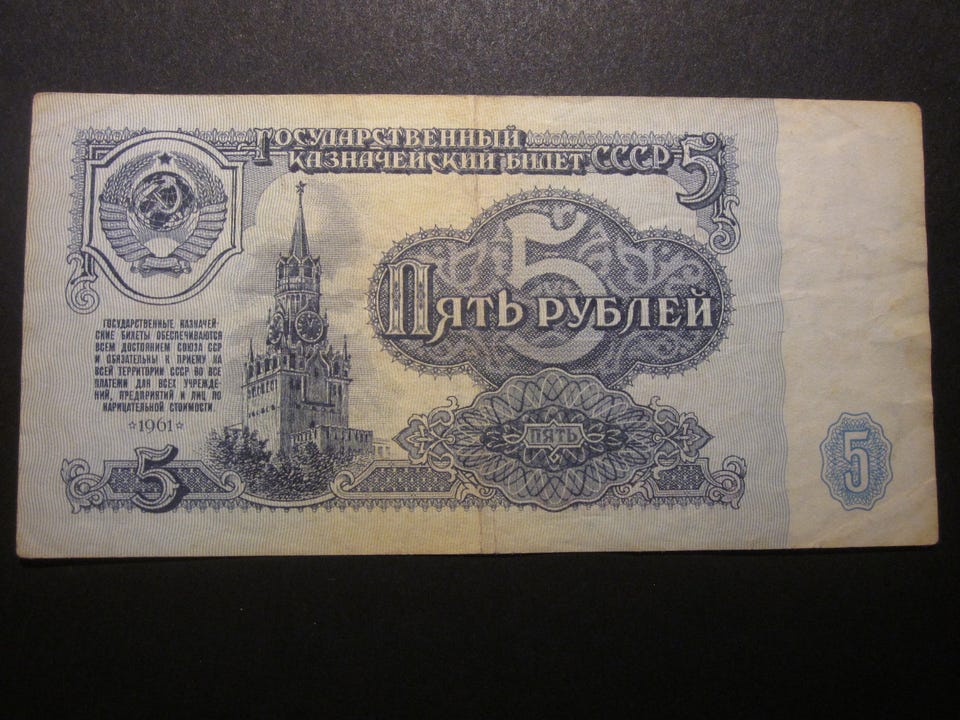 ГОСУДАРСТВЕННЫЙ
КАЗНАЧЕЙСКИЙ БИЛЕТ СССР 5
5
5
5
ПЯТЬ РУБЛЕЙ
ГОСУДАРСТВЕННЫЕ КАЗНАЧЕЙ-
СКИЕ БИЛЕТЫ ОБЕСПЕЧИВАЮТСЯ
ВСЕМ ДОСТОЯНИЕМ СОЮЗА ССР
И ОБЯЗАТЕЛЬНЫ К ПРИЕМУ НА
ВСЕЙ ТЕРРИТОРИИ СССР ВО ВСЕ
ПЛАТЕЖИ ДЛЯ ВСЕХ УЧРЕЖДЕ-
НИЙ, ПРЕДПРИЯТИЙ И ЛИЦ ПО
НАРИЦАТЕЛЬНОЙ СТОИМОСТИ
☆1961☆
ПЯТЬ
5
5